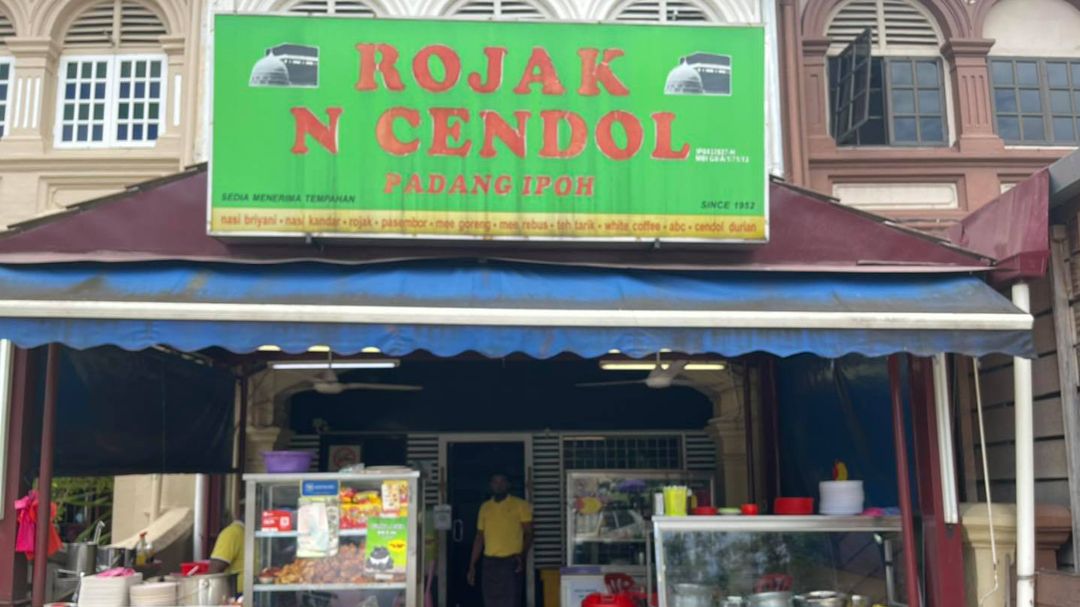 ROJAK
N CENDOL
PADANG IPOH
SEDIA MENERIMA TEMPAHAN
SINCE 1952
nasi briyani • nasi kandar • rojak • pasembor • mee goreng • mee rebus • teh tarik • white coffee • abc • cendol durian